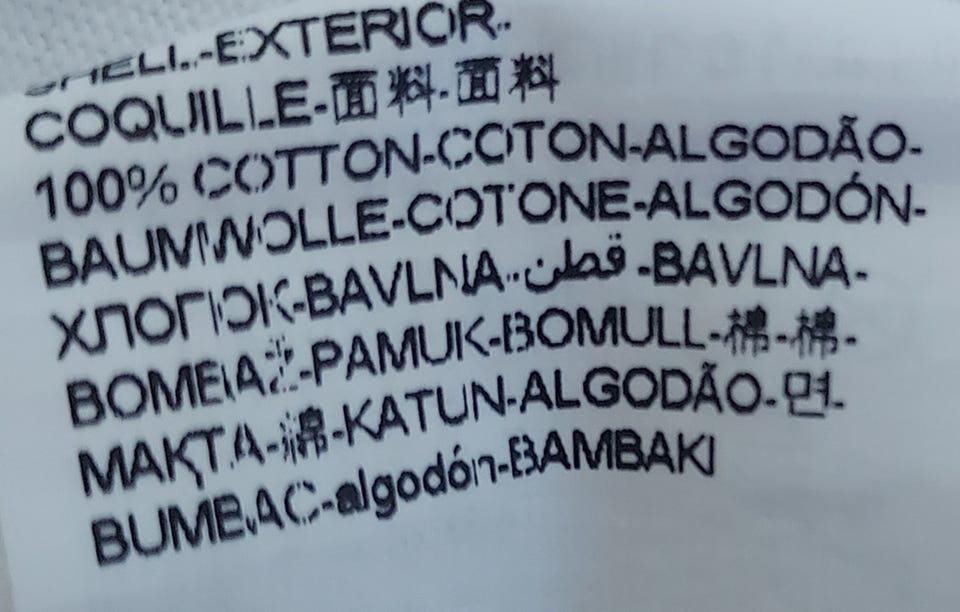 SHELL-EXTERIOR-
COQUILLE-面料-面料
100% COTTON-COTON-ALGODÃO-
BAUMWOLLE-COTONE-ALGODÓN-
ХЛОПОК-BAVLNA-قطن-BAVLNA-
BOMBAŽ-PAMUK-BOMULL-棉-棉-
МАҚТА-綿-KATUN-ALGODÃO-면-
BUMBAC-algodón-BAMBAKI